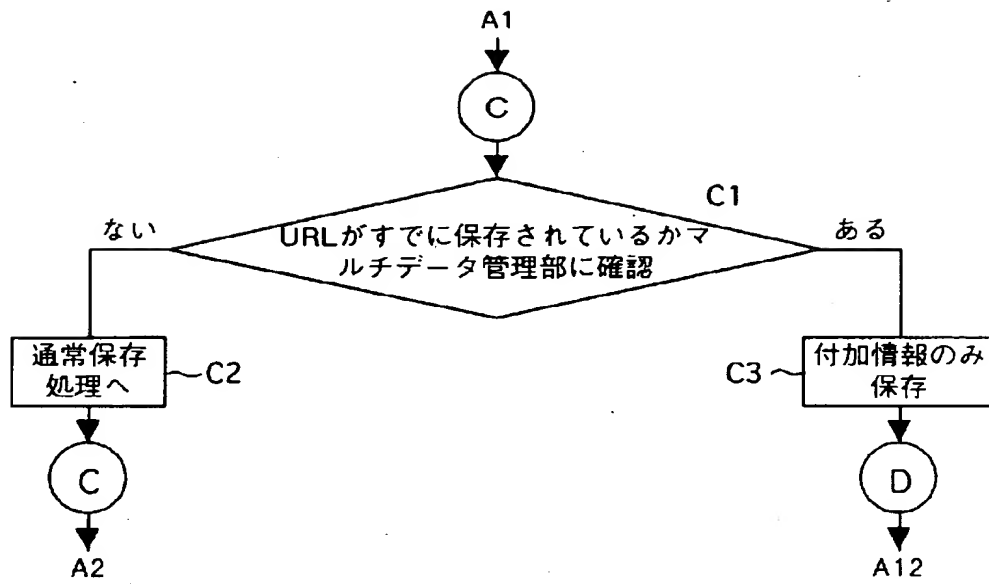 A1
C
C1
ない
URLがすでに保存されているかマ
ルチデータ管理部に確認
ある
通常保存
処理へ
C2
C3
付加情報のみ
保存
C
D
A2
A12